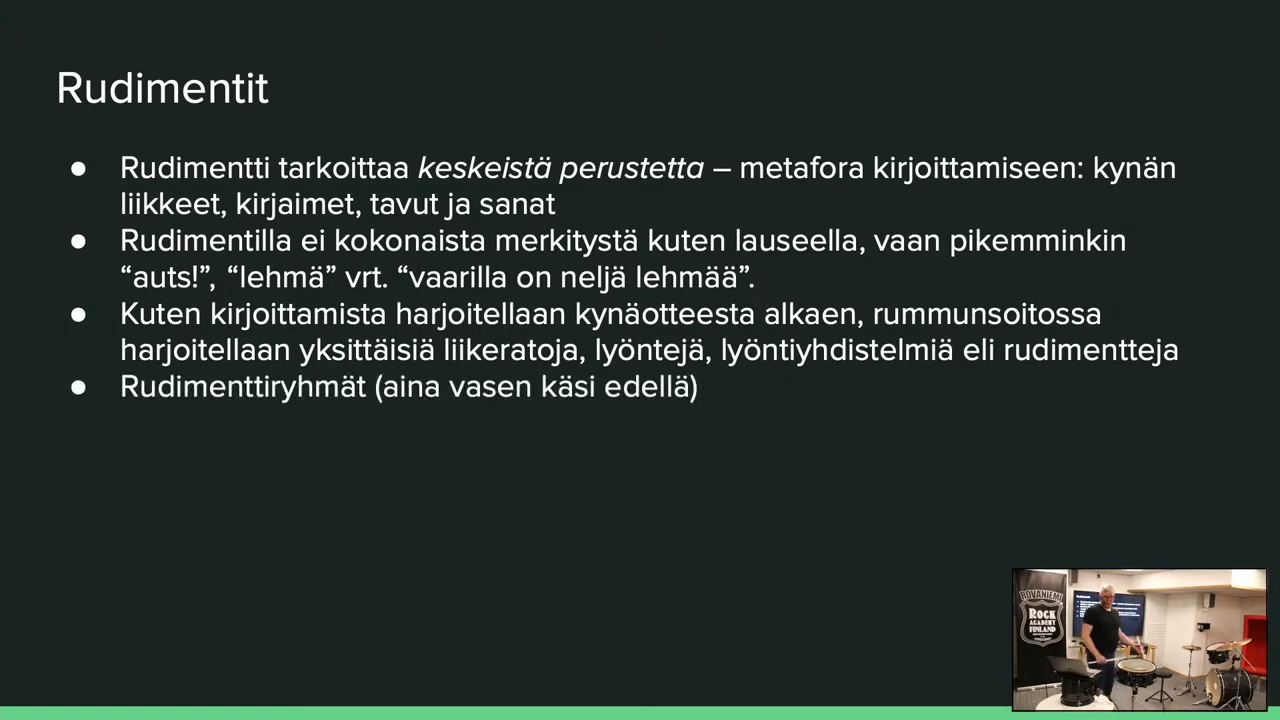 Rudimentit
● Rudimentti tarkoittaa keskeistä perustetta – metafora kirjoittamiseen: kynän
liikkeet, kirjaimet, tavut ja sanat
● Rudimentilla ei kokonaista merkitystä kuten lauseella, vaan pikemminkin
“auts!”, “lehmä” vrt. “vaarilla on neljä lehmää”.
● Kuten kirjoittamista harjoitellaan kynäotteesta alkaen, rummunsoitossa
harjoitellaan yksittäisiä liikeratoja, lyöntejä, lyöntiyhdistelmiä eli rudimentteja
● Rudimenttiryhmät (aina vasen käsi edellä)
ROVANIEMI
ROCK
ACADEMY
FINLAND